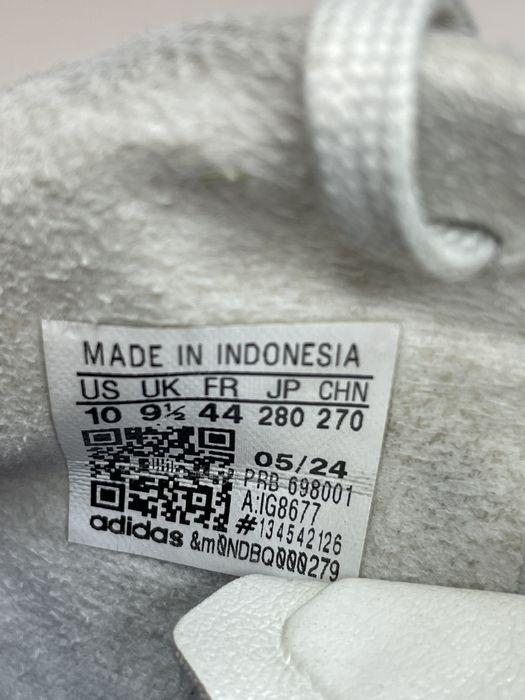 MADE IN INDONESIA
US UK FR JP CHN
10 9½ 44 280 270
05/24
PRB 698001
A:IG8677
#134542126
adidas &m0NDBQ000279